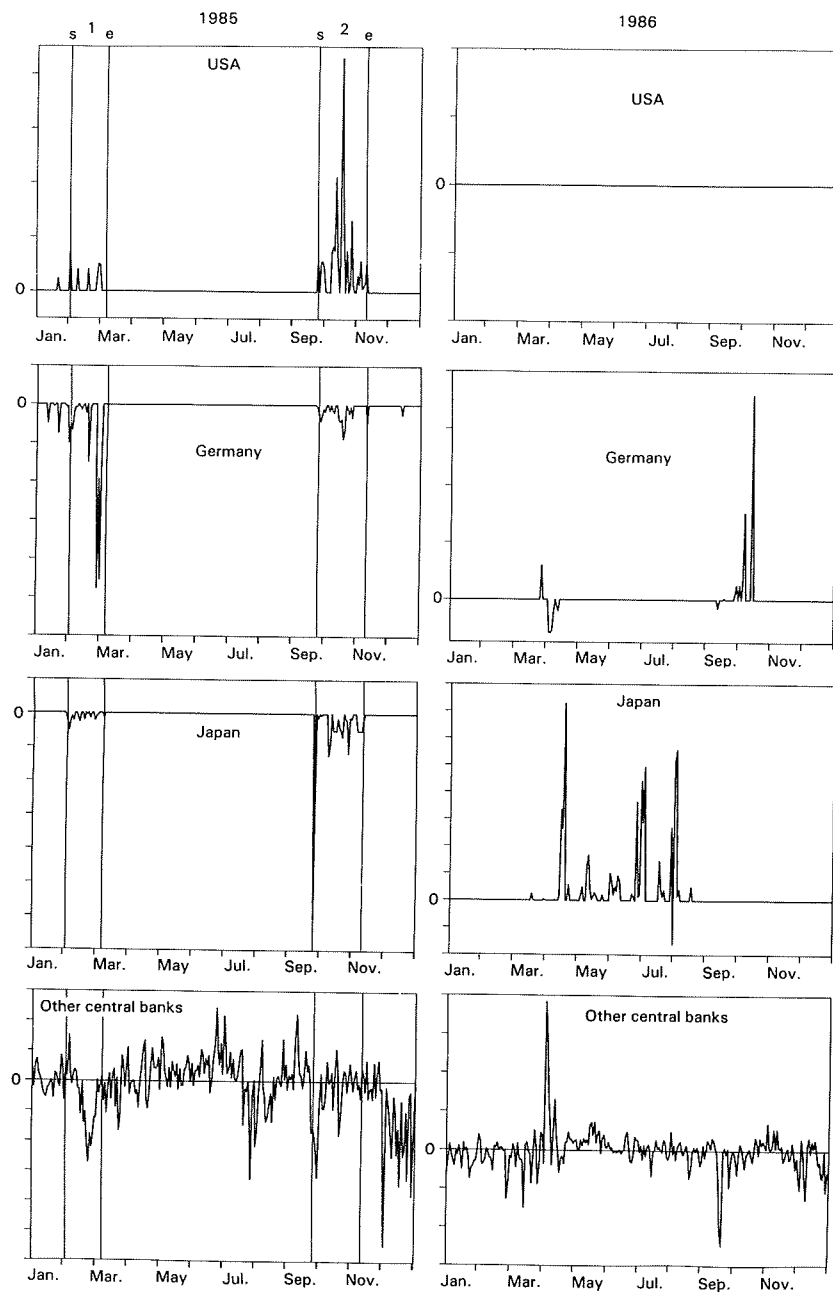 1985
1986
s 1 e
s 2 e
USA
0
Jan. Mar. May Jul. Sep. Nov.
USA
0
Jan. Mar. May Jul. Sep. Nov.
0
Germany
Jan. Mar. May Jul. Sep. Nov.
Germany
0
Jan. Mar. May Jul. Sep. Nov.
0
Japan
Jan. Mar. May Jul. Sep. Nov.
Japan
0
Jan. Mar. May Jul. Sep. Nov.
Other central banks
0
Jan. Mar. May Jul. Sep. Nov.
Other central banks
0
Jan. Mar. May Jul. Sep. Nov.